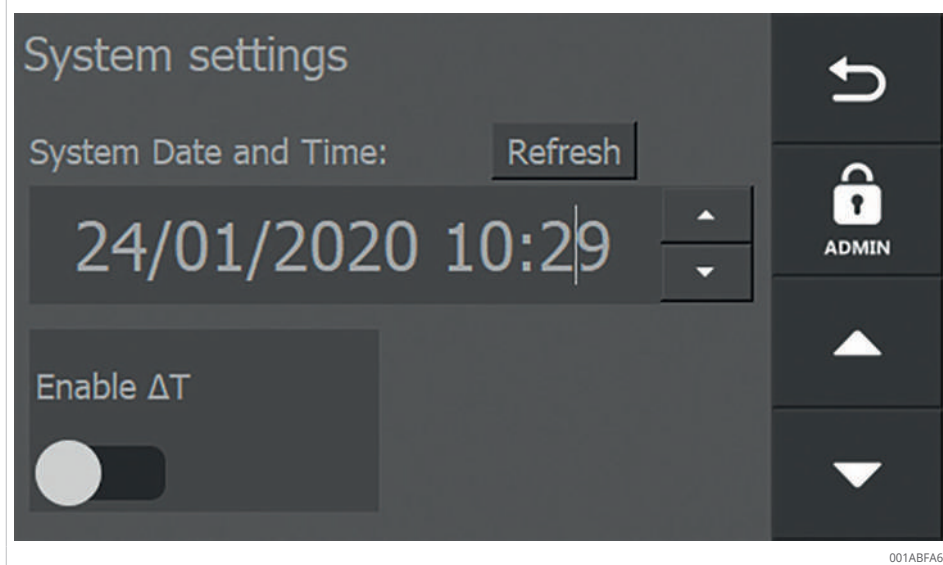 System settings
System Date and Time:
Refresh
24/01/2020 10:29
ADMIN
Enable ΔT
001ABFA6